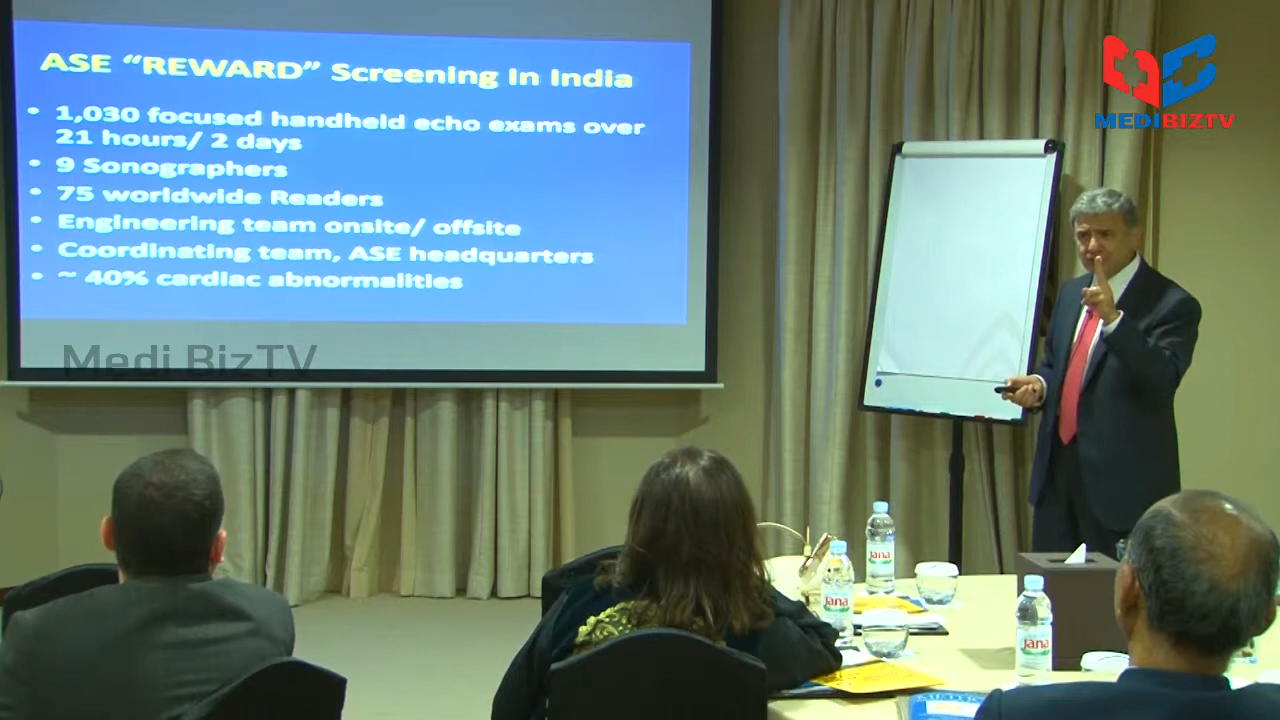 ASE “REWARD” Screening In India
• 1,030 focused handheld echo exams over
21 hours/ 2 days
• 9 Sonographers
• 75 worldwide Readers
• Engineering team onsite/ offsite
• Coordinating team, ASE headquarters
• ~ 40% cardiac abnormalities
Medi BizTV
MEDIBIZTV
jana
jana
jana